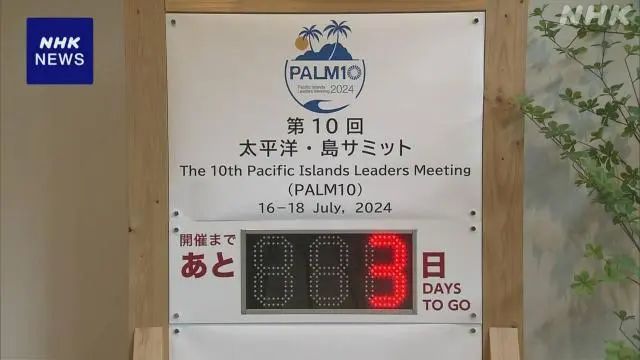 NHK
NEWS
NHK
PALM10
Pacific Islands
Leaders Meeting 2024
第10回
太平洋・島サミット
The 10th Pacific Islands Leaders Meeting
(PALM10)
16-18 July, 2024
開催まで
あと 3 日
DAYS
TO GO